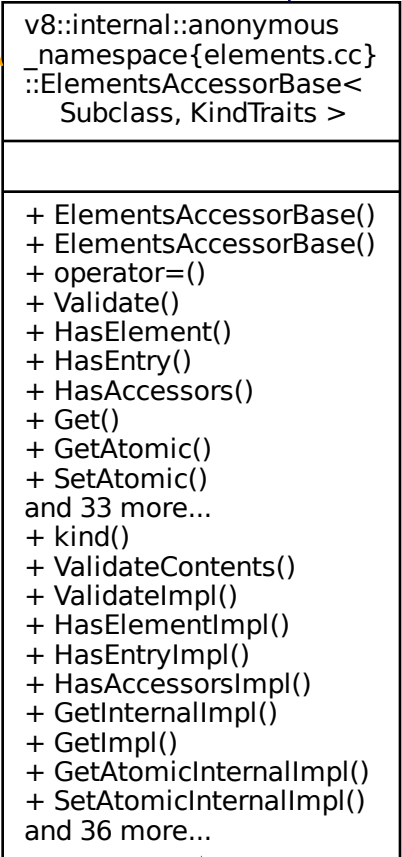 v8::internal::anonymous
_namespace{elements.cc}
::ElementsAccessorBase<
Subclass, KindTraits >
+ ElementsAccessorBase()
+ ElementsAccessorBase()
+ operator=()
+ Validate()
+ HasElement()
+ HasEntry()
+ HasAccessors()
+ Get()
+ GetAtomic()
+ SetAtomic()
and 33 more...
+ kind()
+ ValidateContents()
+ ValidateImpl()
+ HasElementImpl()
+ HasEntryImpl()
+ HasAccessorsImpl()
+ GetInternalImpl()
+ GetImpl()
+ GetAtomicInternalImpl()
+ SetAtomicInternalImpl()
and 36 more...